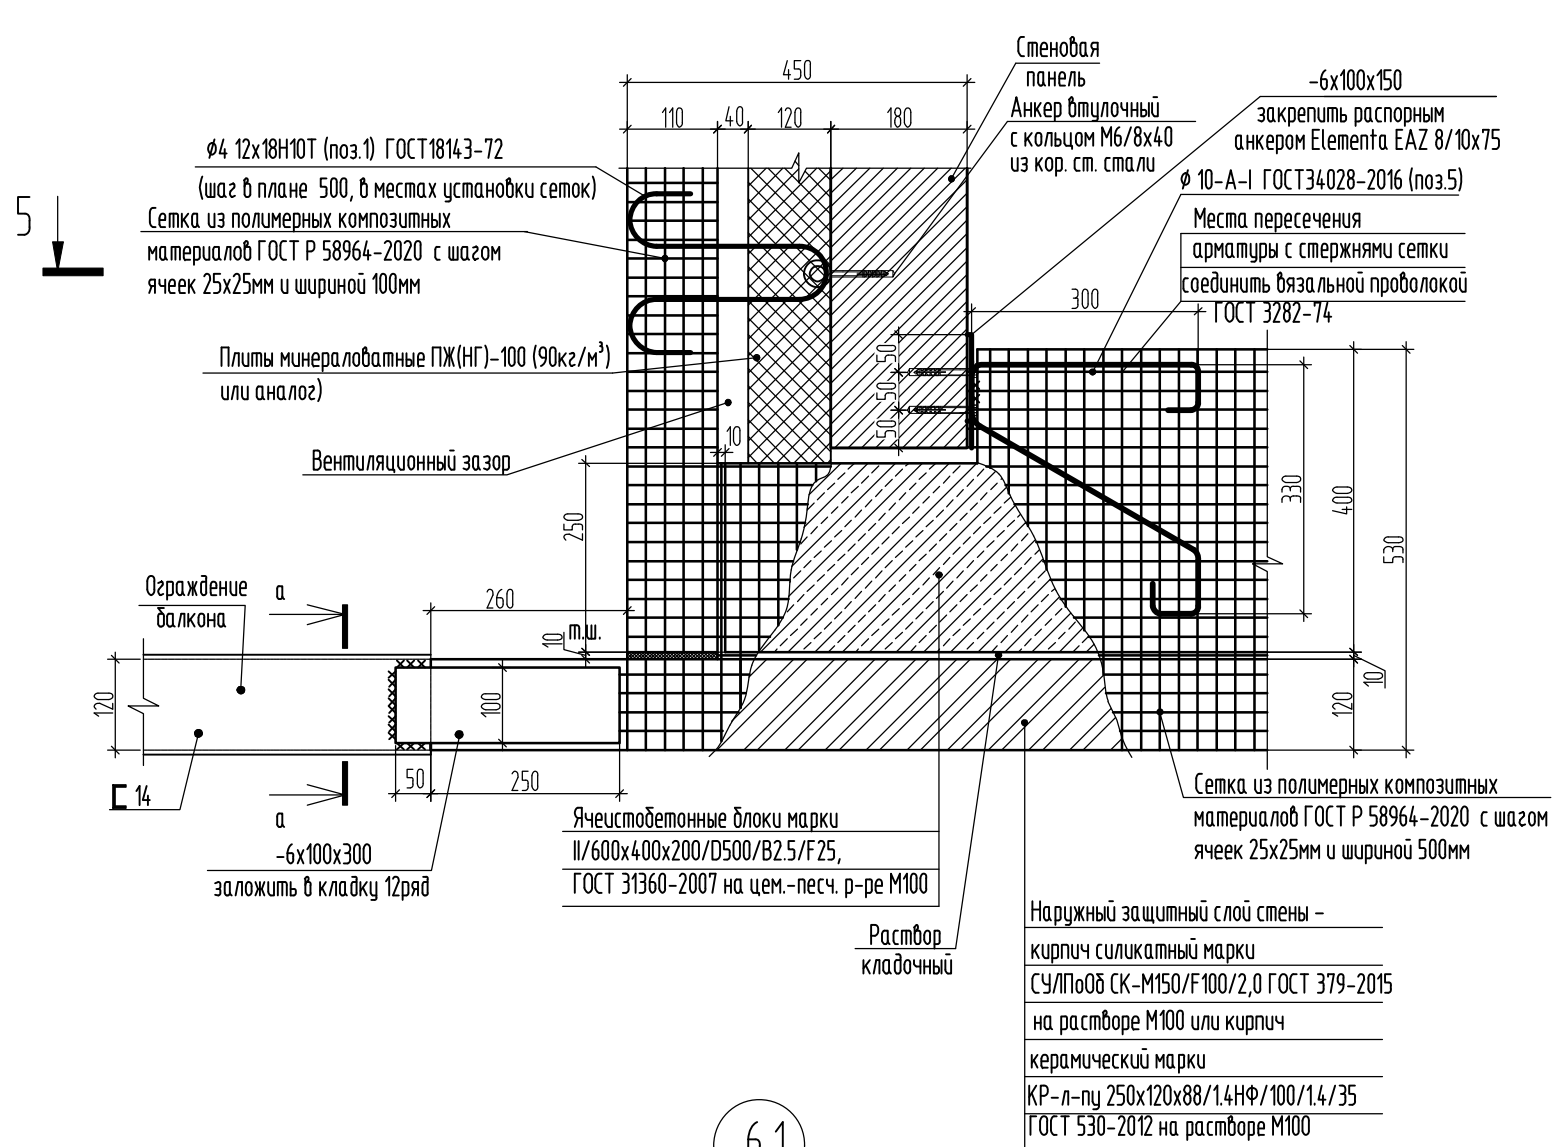 Стеновая
панель
450
-6х100х150
закрепить распорным
анкером Elementa EAZ 8/10х75
Анкер втулочный
с кольцом М6/8х40
из кор. ст. стали
110
40
120
180
ϕ4 12х18Н10Т (поз.1) ГОСТ18143-72
(шаг в плане 500, в местах установки сеток)
ϕ 10-А-I ГОСТ34028-2016 (поз.5)
5
Сетка из полимерных композитных
материалов ГОСТ Р 58964-2020 с шагом
ячеек 25х25мм и шириной 100мм
Места пересечения
арматуры с стержнями сетки
соединить вязальной проволокой
ГОСТ 3282-74
300
Плиты минераловатные ПЖ(НГ)-100 (90кг/м³)
или аналог)
50
50
50
10
Вентиляционный зазор
250
330
400
530
Ограждение
балкона
а
260
10
т.ш.
120
100
10
120
50
250
⊏ 14
а
-6х100х300
заложить в кладку 12ряд
Ячеистобетонные блоки марки
II/600х400х200/D500/В2.5/F25,
ГОСТ 31360-2007 на цем.-песч. р-ре М100
Сетка из полимерных композитных
материалов ГОСТ Р 58964-2020 с шагом
ячеек 25х25мм и шириной 500мм
Раствор
кладочный
Наружный защитный слой стены -
кирпич силикатный марки
СУЛПоОб СК-М150/F100/2,0 ГОСТ 379-2015
на растворе М100 или кирпич
керамический марки
КР-л-пу 250х120х88/1.4НФ/100/1.4/35
ГОСТ 530-2012 на растворе М100
6.1